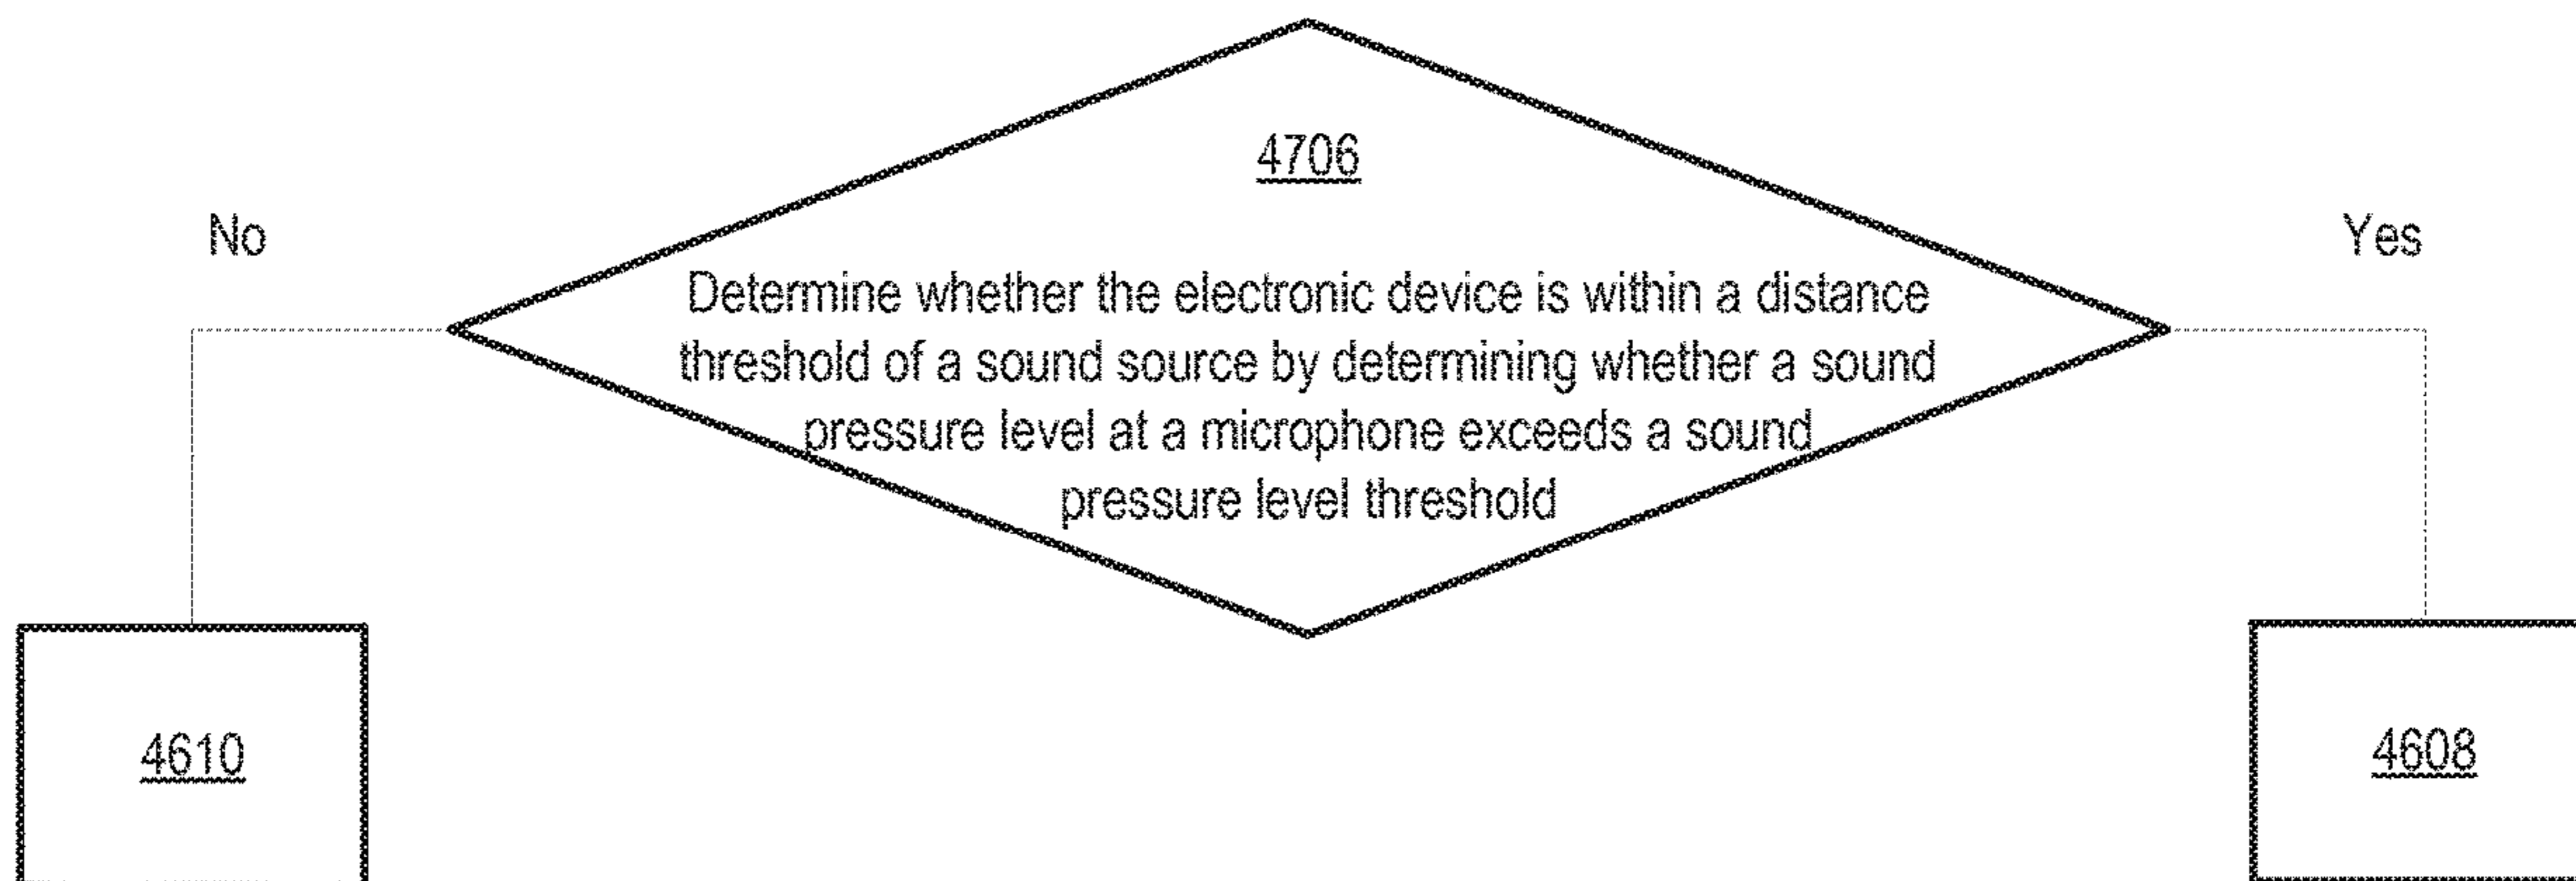 4706
No
Yes
Determine whether the electronic device is within a distance
threshold of a sound source by determining whether a sound
pressure level at a microphone exceeds a sound
pressure level threshold
4610
4608